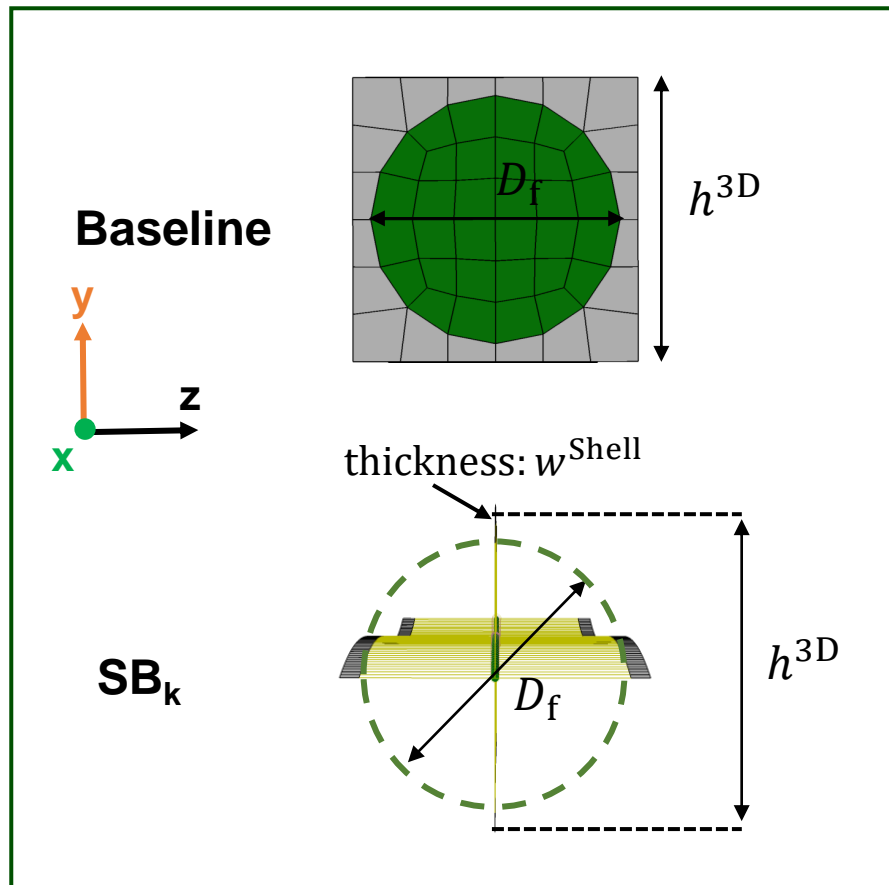 D_f
h^3D
Baseline
y
z
x
thickness: w^Shell
h^3D
SB_k
D_f